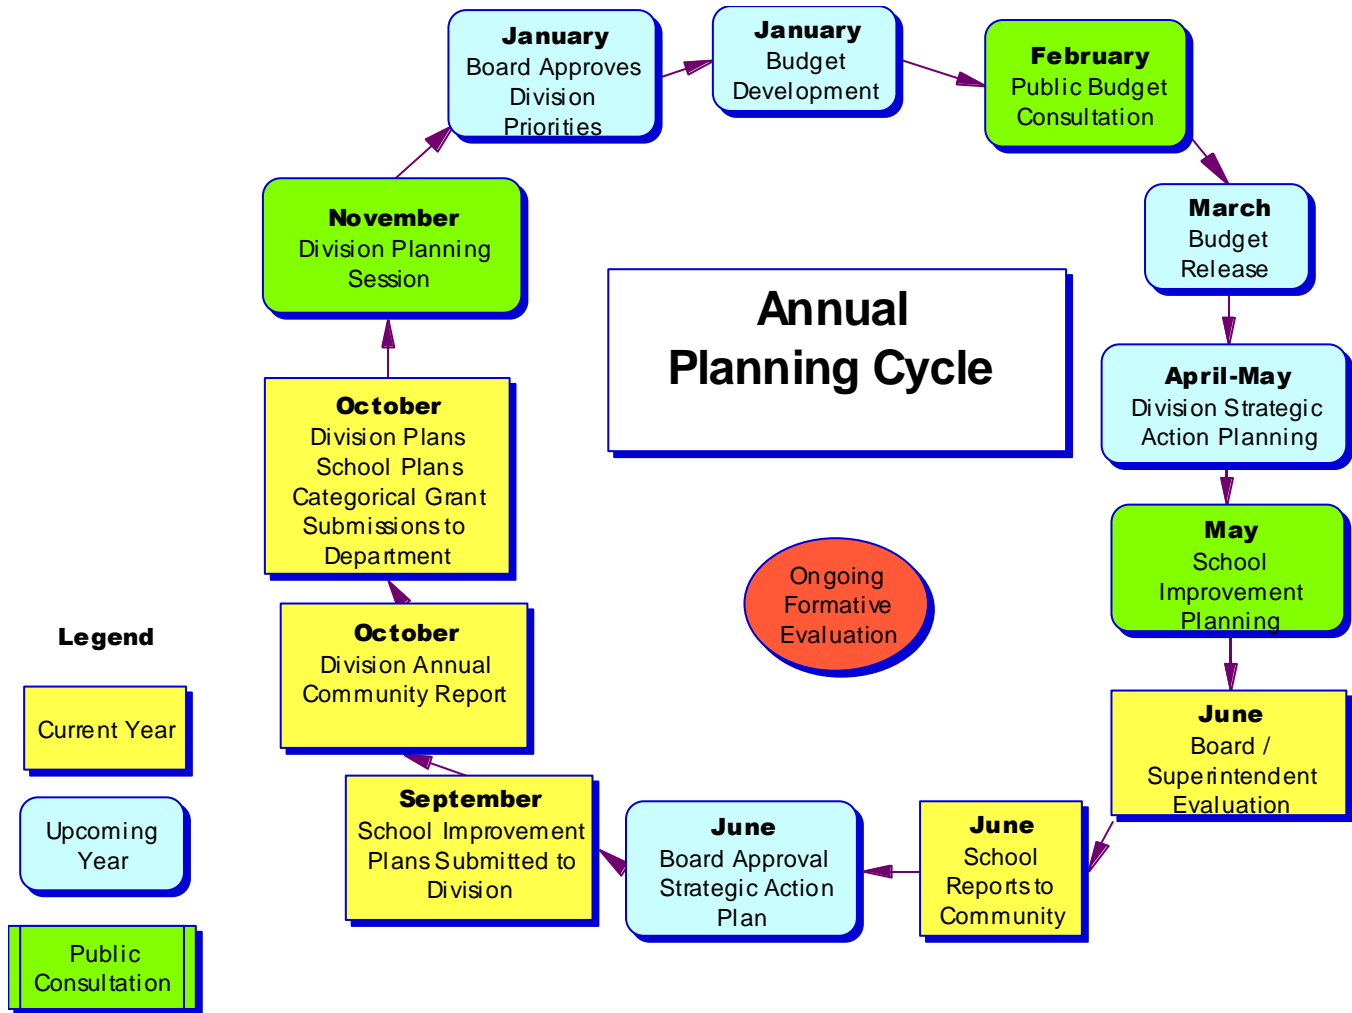 January
Board Approves
Division
Priorities
January
Budget
Development
February
Public Budget
Consultation
March
Budget
Release
April-May
Division Strategic
Action Planning
May
School
Improvement
Planning
June
Board /
Superintendent
Evaluation
June
School
Reports to
Community
June
Board Approval
Strategic Action
Plan
September
School Improvement
Plans Submitted to
Division
October
Division Annual
Community Report
October
Division Plans
School Plans
Categorical Grant
Submissions to
Department
November
Division Planning
Session
Annual
Planning Cycle
Ongoing
Formative
Evaluation
Legend
Current Year
Upcoming
Year
Public
Consultation